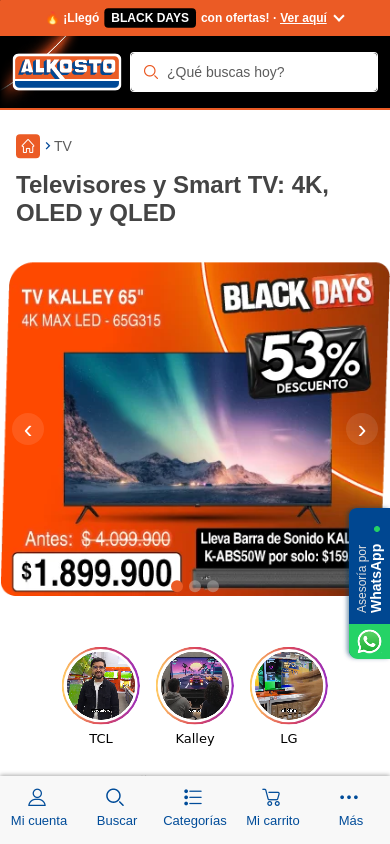 🔥 ¡Llegó BLACK DAYS con ofertas! · Ver aquí
ALKOSTO
¿Qué buscas hoy?
TV
Televisores y Smart TV: 4K,
OLED y QLED
TV KALLEY 65"
4K MAX LED - 65G315
BLACK DAYS
53%
DESCUENTO
Antes: $ 4.099.900
$1.899.900
Lleva Barra de Sonido KAL
K-ABS50W por solo: $159
Asesoría por
WhatsApp
TCL
Kalley
LG
Mi cuenta
Buscar
Categorías
Mi carrito
Más